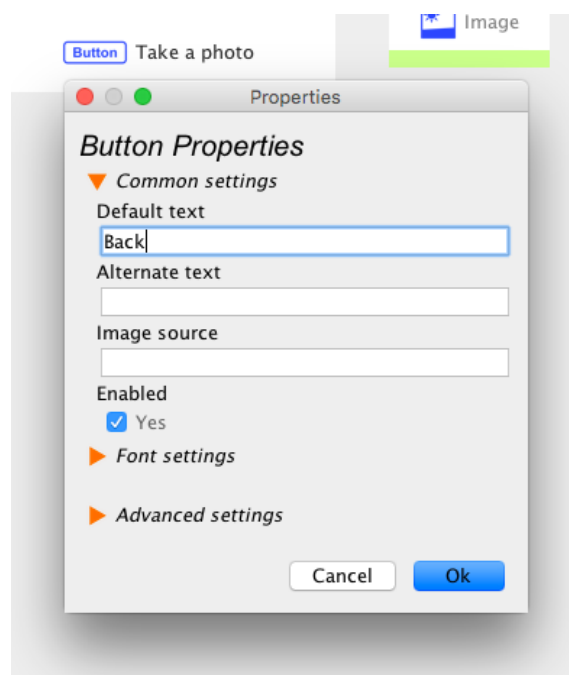 Image
Button Take a photo
Properties
Button Properties
Common settings
Default text
Back
Alternate text
Image source
Enabled
Yes
Font settings
Advanced settings
Cancel Ok